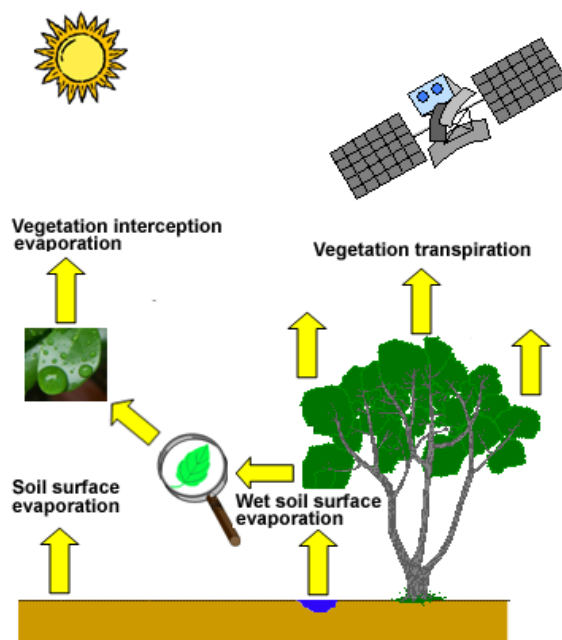 Vegetation interception
evaporation
Vegetation transpiration
Soil surface
evaporation
Wet soil surface
evaporation